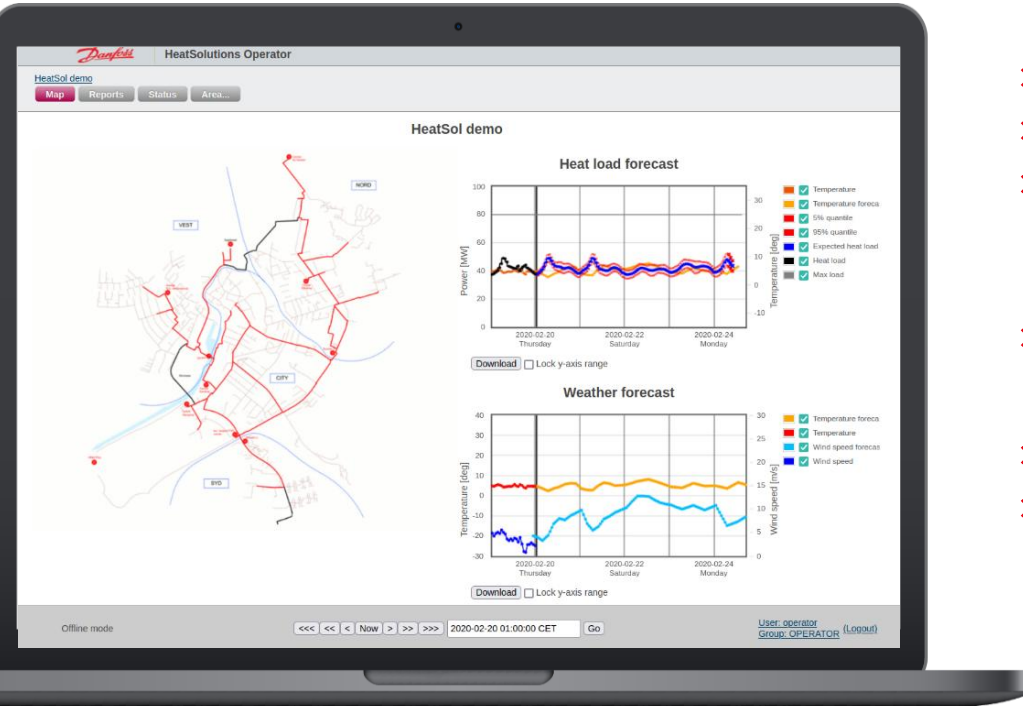 Danfoss
HeatSolutions Operator
HeatSol demo
Map
Reports
Status
Area...
HeatSol demo
NORD
VEST
CITY
SYD
Heat load forecast
100
80
60
40
20
0
Power [MW]
30
20
10
0
-10
Temperature [deg]
2020-02-20
Thursday
2020-02-22
Saturday
2020-02-24
Monday
Temperature
Temperature foreca
5% quantile
95% quantile
Expected heat load
Heat load
Max load
Download
Lock y-axis range
Weather forecast
40
30
20
10
0
-10
-20
-30
Temperature [deg]
30
25
20
15
10
5
0
Wind speed [m/s]
2020-02-20
Thursday
2020-02-22
Saturday
2020-02-24
Monday
Temperature foreca
Temperature
Wind speed forecas
Wind speed
Download
Lock y-axis range
Offline mode
<<< << < Now > >> >>> 2020-02-20 01:00:00 CET Go
User: operator
Group: OPERATOR
(Logout)